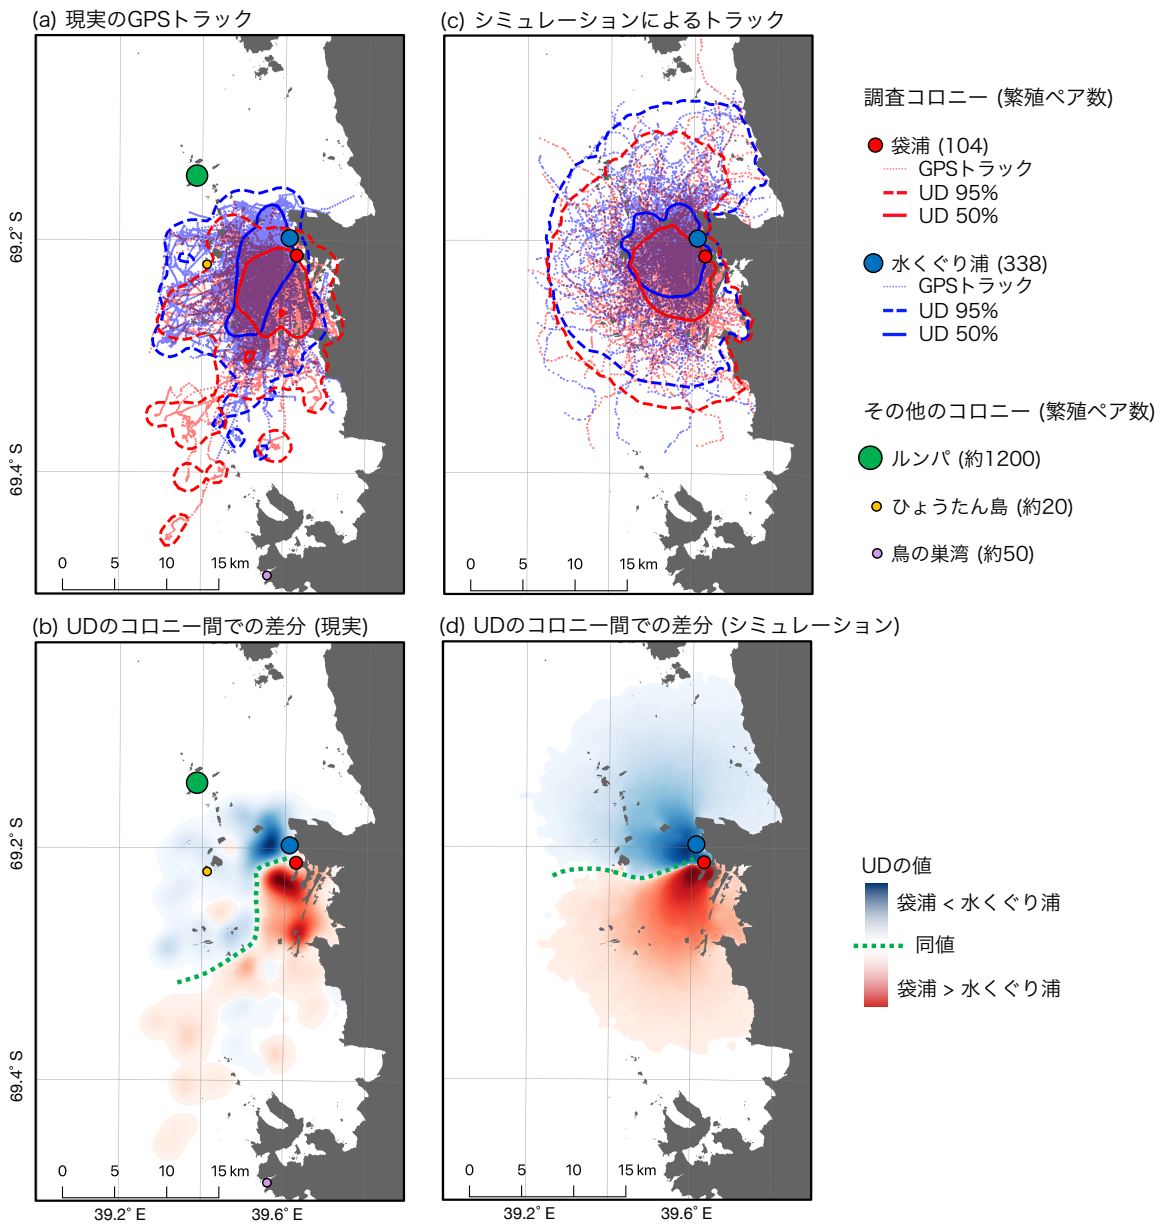 (a) 現実のGPSトラック
(c) シミュレーションによるトラック
69.2° S
69.4° S
0 5 10 15 km
0 5 10 15 km
調査コロニー (繁殖ペア数)
袋浦 (104)
GPSトラック
UD 95%
UD 50%
水くぐり浦 (338)
GPSトラック
UD 95%
UD 50%
その他のコロニー (繁殖ペア数)
ルンパ (約1200)
ひょうたん島 (約20)
鳥の巣湾 (約50)
(b) UDのコロニー間での差分 (現実)
(d) UDのコロニー間での差分 (シミュレーション)
69.2° S
69.4° S
0 5 10 15 km
0 5 10 15 km
39.2° E
39.6° E
39.2° E
39.6° E
UDの値
袋浦 < 水くぐり浦
同値
袋浦 > 水くぐり浦